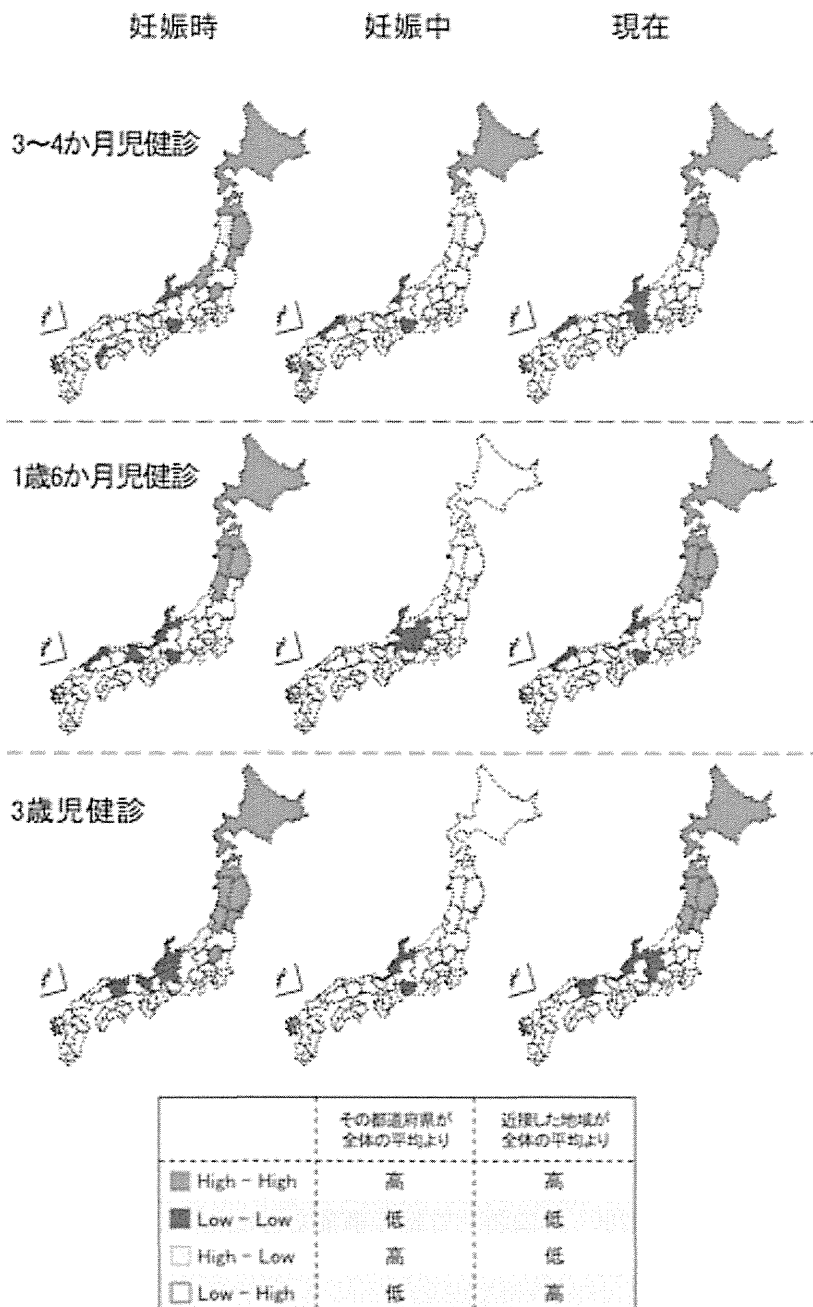 妊娠時 妊娠中 現在
3~4か月児健診
1歳6か月児健診
3歳児健診
その都道府県が 近接した地域が
全体の平均より 全体の平均より
High - High 高 高
Low - Low 低 低
High - Low 高 低
Low - High 低 高